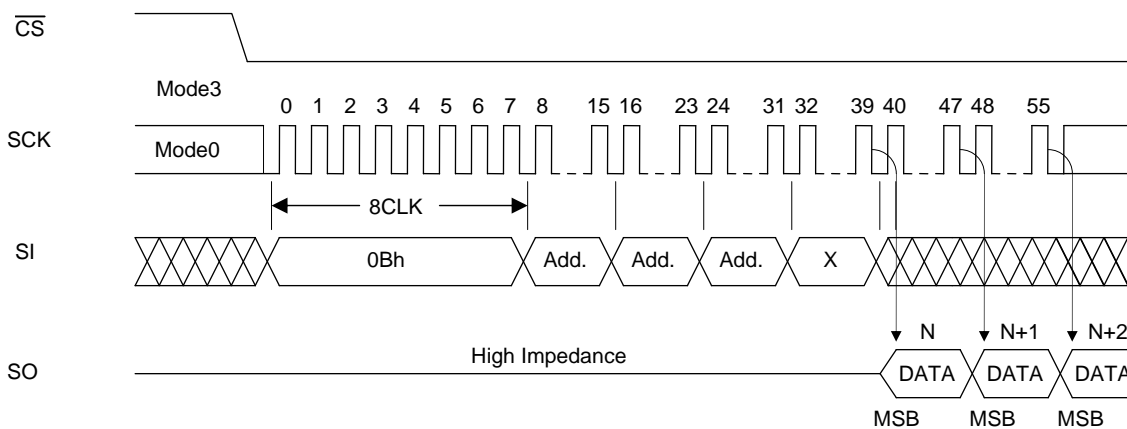 CS
Mode3
0 1 2 3 4 5 6 7 8 15 16 23 24 31 32 39 40 47 48 55
SCK
Mode0
8CLK
SI
0Bh Add. Add. Add. X
N N+1 N+2
High Impedance
SO
DATA DATA DATA
MSB MSB MSB